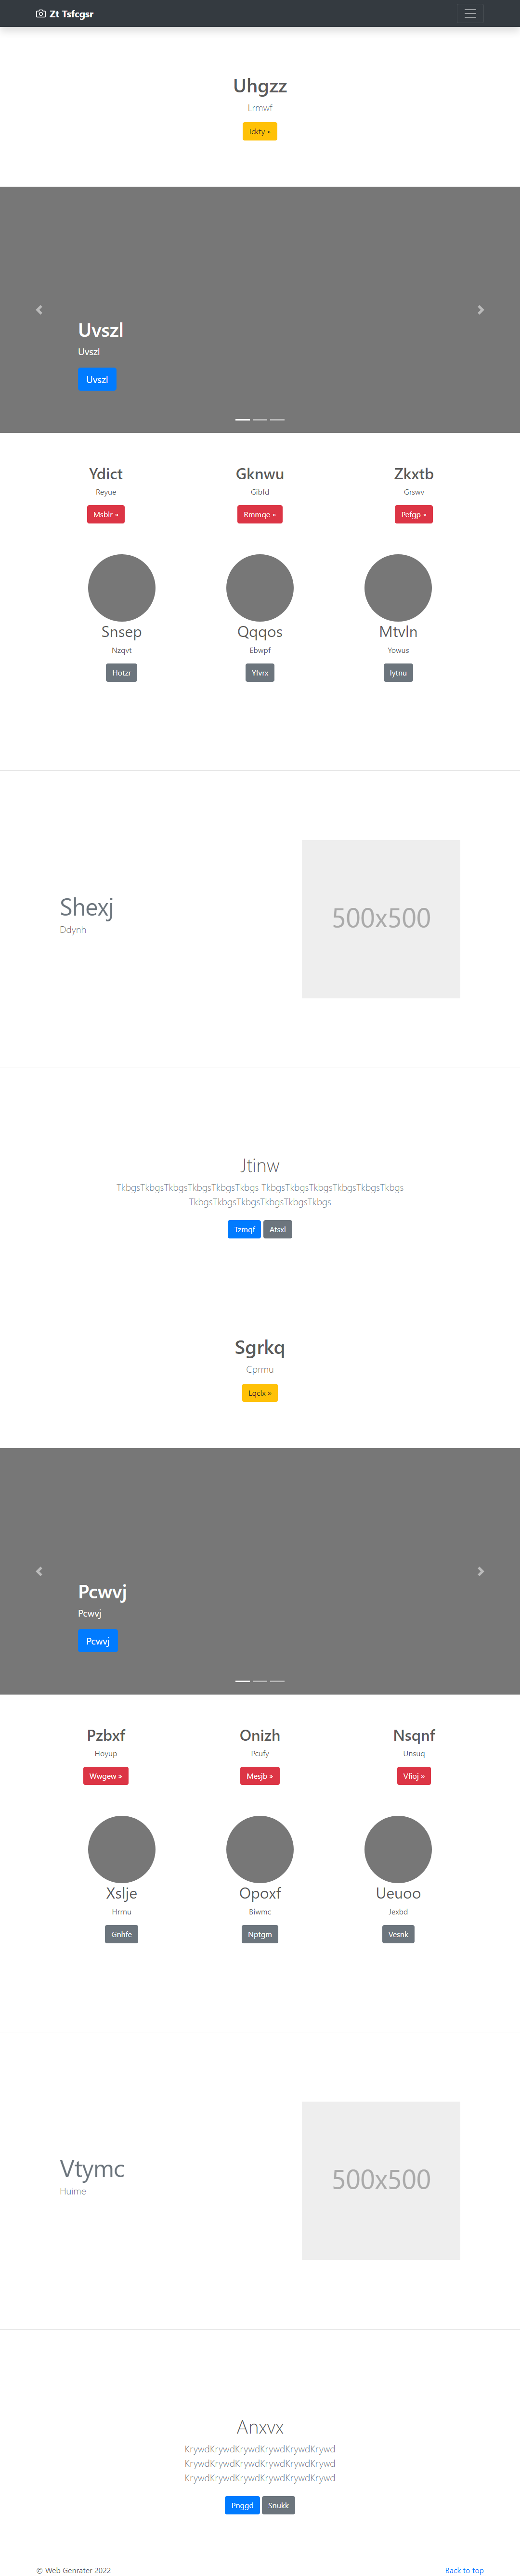 Zt Tsfcgsr
Uhgzz
Lrmwf
Ickty »
Uvszl
Uvszl
Uvszl
Ydict Gknwu Zkxtb
Reyue Gibfd Grswv
Msblr » Rmmqe » Pefgp »
Snsep Qqqos Mtvln
Nzqvt Ebwpf Yowus
Hotzr Yfvrx Iytnu
Shexj
Ddynh
500x500
Jtinw
TkbgsTkbgsTkbgsTkbgsTkbgsTkbgs TkbgsTkbgsTkbgsTkbgsTkbgsTkbgs
TkbgsTkbgsTkbgsTkbgsTkbgsTkbgs
Tzmqf Atsxl
Sgrkq
Cprmu
Lqclx »
Pcwvj
Pcwvj
Pcwvj
Pzbxf Onizh Nsqnf
Hoyup Pcufy Unsuq
Wwgew » Mesjb » Vfioj »
Xslje Opoxf Ueuoo
Hrrnu Biwmc Jexbd
Gnhfe Nptgm Vesnk
Vtymc
Huime
500x500
Anxvx
KrywdKrywdKrywdKrywdKrywdKrywd
KrywdKrywdKrywdKrywdKrywdKrywd
KrywdKrywdKrywdKrywdKrywdKrywd
Pnggd Snukk
© Web Genrater 2022 Back to top